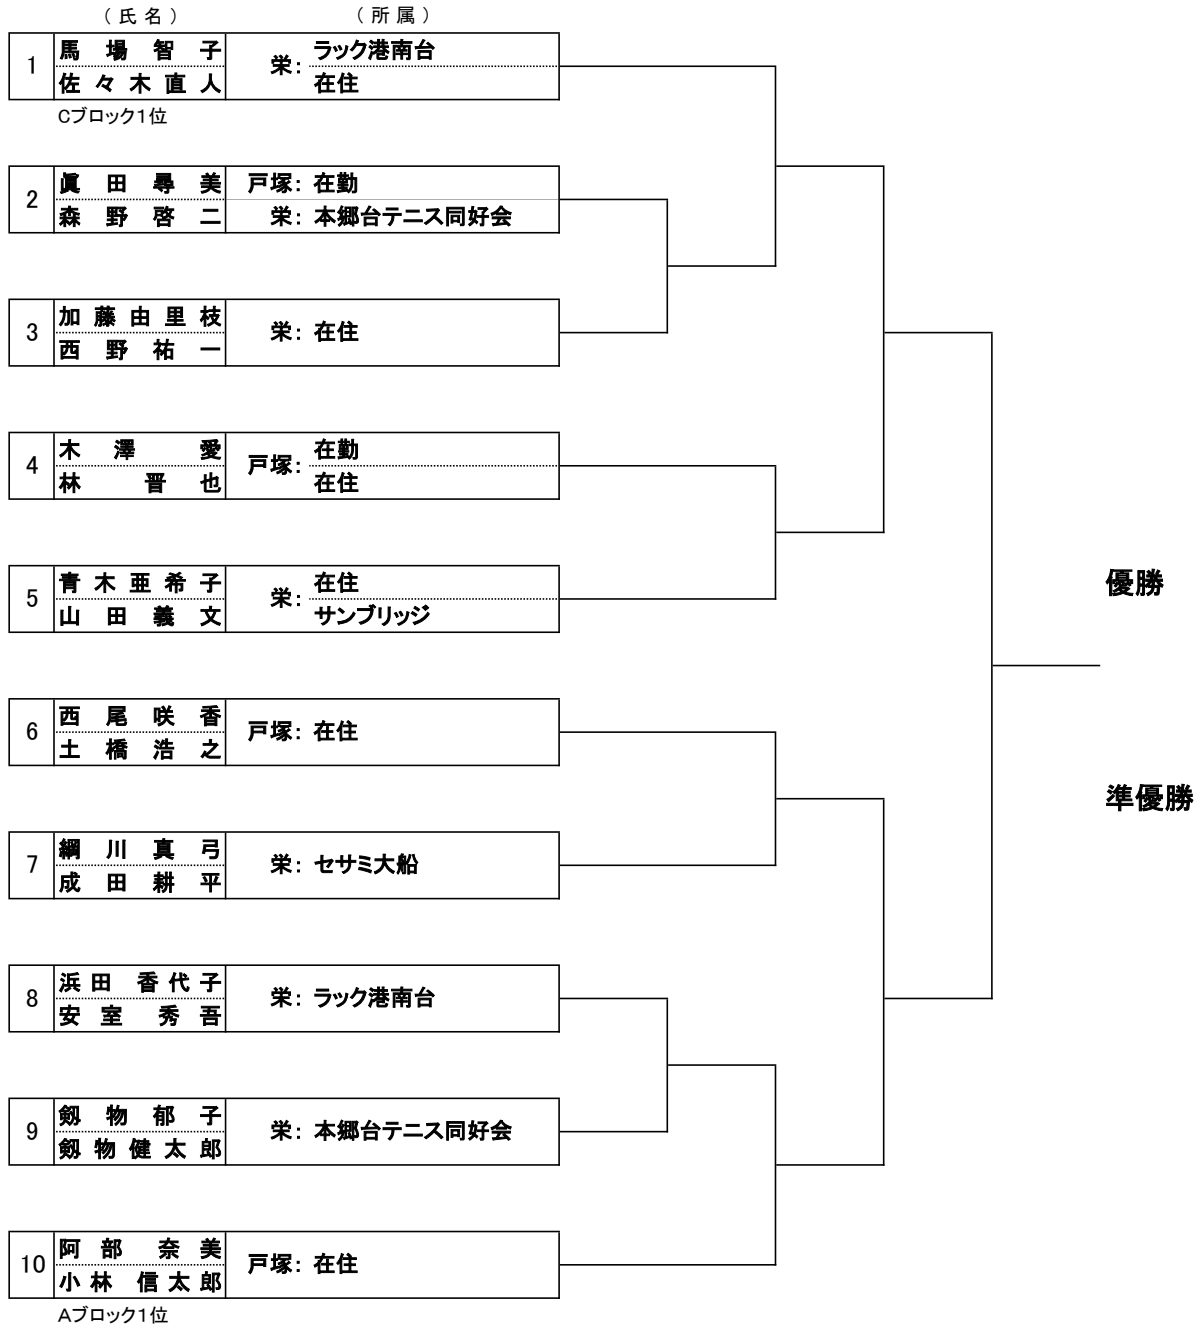 （氏名） （所属）
1 馬場智子 栄： ラック港南台
佐々木直人 在住
Cブロック1位
2 眞田尋美 戸塚： 在勤
森野啓二 栄： 本郷台テニス同好会
3 加藤由里枝 栄： 在住
西野祐一
4 木澤愛 戸塚： 在勤
林晋也 在住
5 青木亜希子 栄： 在住
山田義文 サンブリッジ
優勝
6 西尾咲香 戸塚： 在住
土橋浩之
準優勝
7 綱川真弓 栄： セサミ大船
成田耕平
8 浜田香代子 栄： ラック港南台
安室秀吾
9 剱物郁子 栄： 本郷台テニス同好会
剱物健太郎
10 阿部奈美 戸塚： 在住
小林信太郎
Aブロック1位